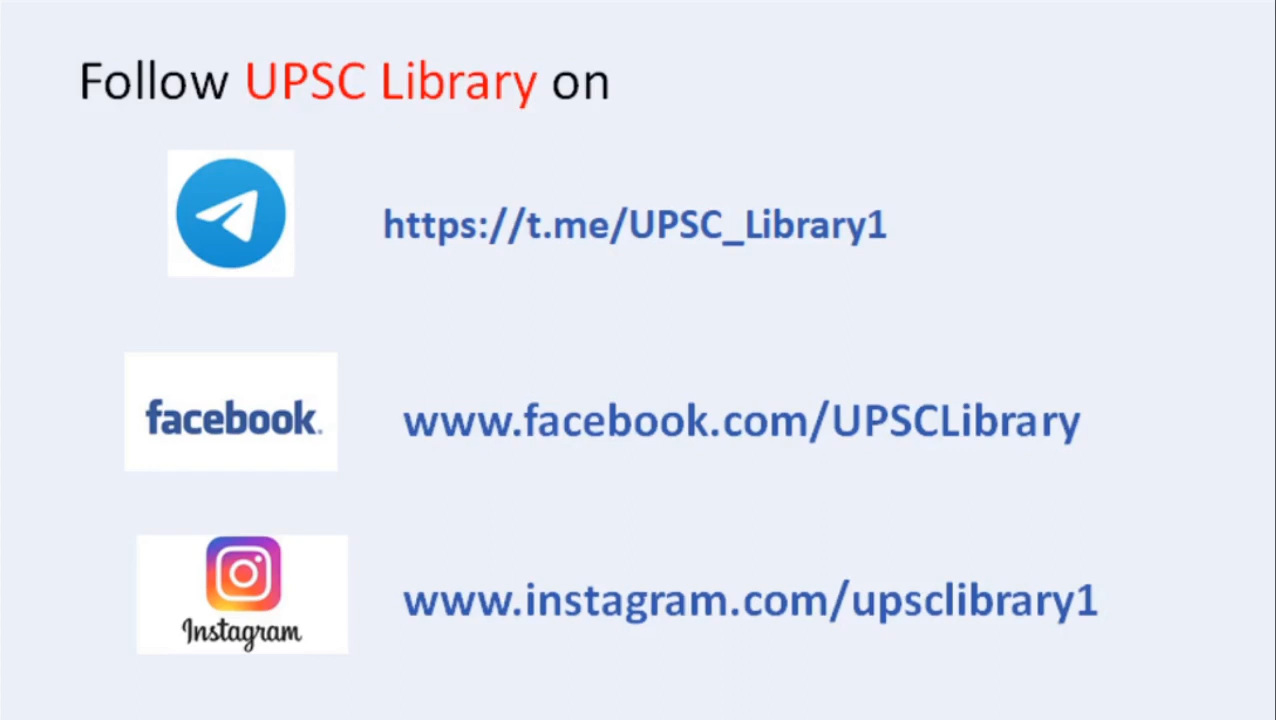 Follow UPSC Library on
https://t.me/UPSC_Library1
facebook.
www.facebook.com/UPSCLibrary
Instagram
www.instagram.com/upsclibrary1